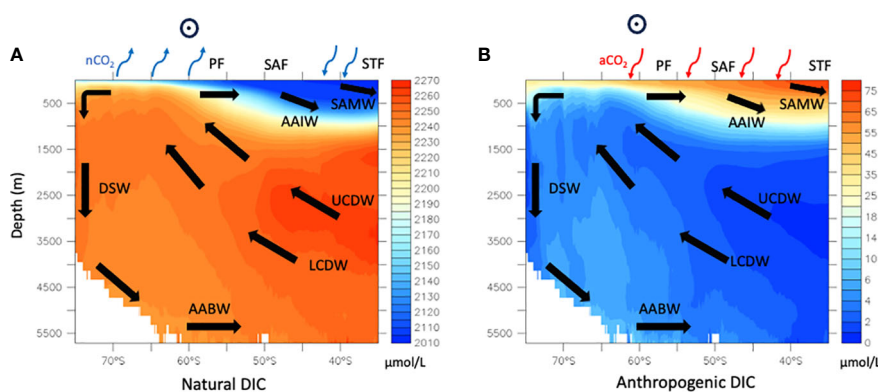 A
nCO2
PF
SAF
STF
500
1500
2500
3500
4500
5500
Depth (m)
SAMW
AAIW
DSW
UCDW
LCDW
AABW
70°S
60°S
50°S
40°S
Natural DIC
2270
2260
2250
2240
2230
2220
2210
2200
2190
2180
2170
2160
2150
2140
2130
2120
2110
2010
μmol/L
B
aCO2
PF
SAF
STF
500
1500
2500
3500
4500
5500
SAMW
AAIW
DSW
UCDW
LCDW
AABW
70°S
60°S
50°S
40°S
Anthropogenic DIC
75
65
55
45
35
25
18
16
14
12
10
8
6
4
2
0
μmol/L